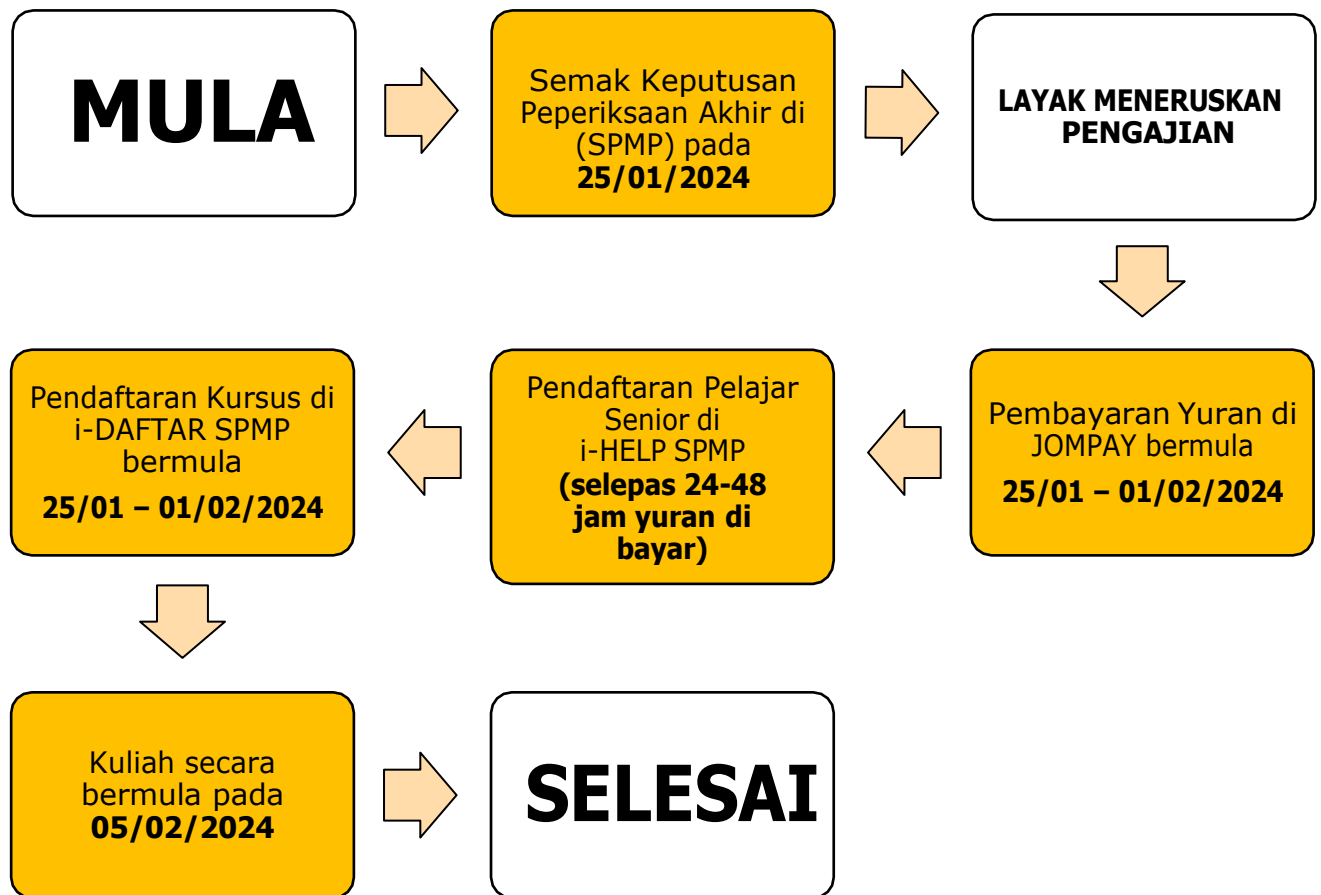 MULA
Semak Keputusan
Peperiksaan Akhir di
(SPMP) pada
25/01/2024
LAYAK MENERUSKAN
PENGAJIAN
Pembayaran Yuran di
JOMPAY bermula
25/01 – 01/02/2024
Pendaftaran Pelajar
Senior di
i-HELP SPMP
(selepas 24-48
jam yuran di
bayar)
Pendaftaran Kursus di
i-DAFTAR SPMP
bermula
25/01 – 01/02/2024
Kuliah secara
bermula pada
05/02/2024
SELESAI